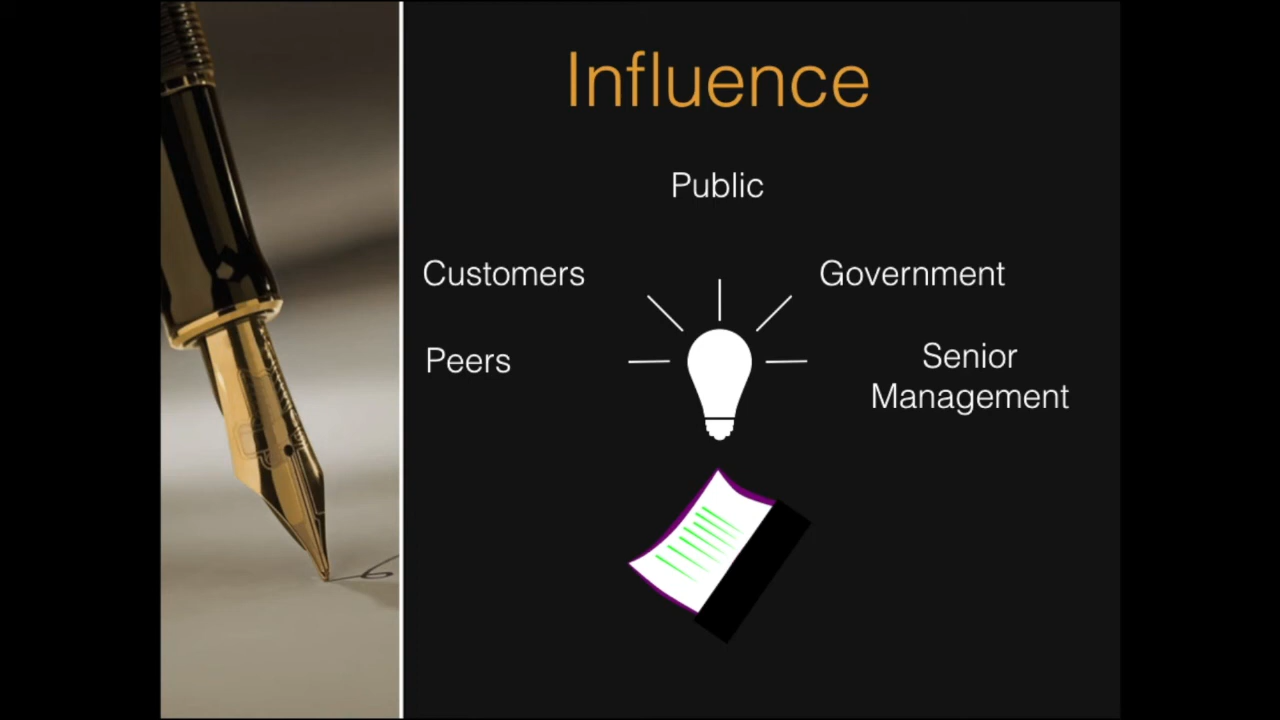 Influence
Public
Customers
Government
Peers
Senior
Management